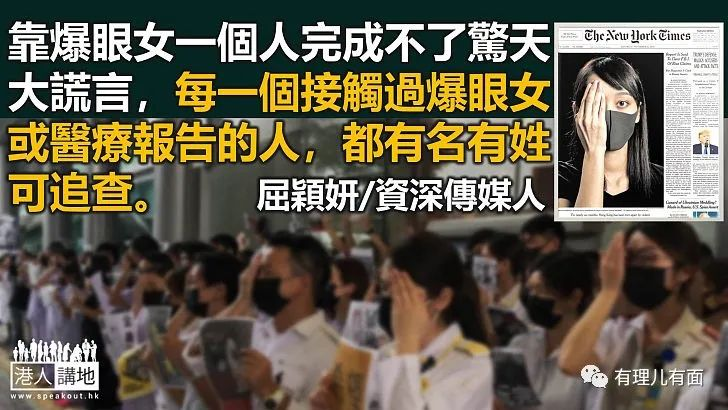 靠爆眼女一個人完成不了驚天
大謊言，每一個接觸過爆眼女
或醫療報告的人，都有名有姓
可追查。
屈穎妍/資深傳媒人
The New York Times
港人講地
www.speakout.hk
有理儿有面